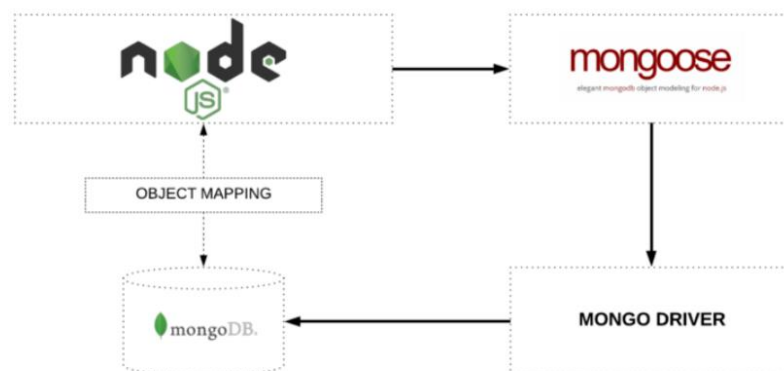 node
JS®
mongoose
elegant mongodb object modeling for node.js
OBJECT MAPPING
mongoDB.
MONGO DRIVER